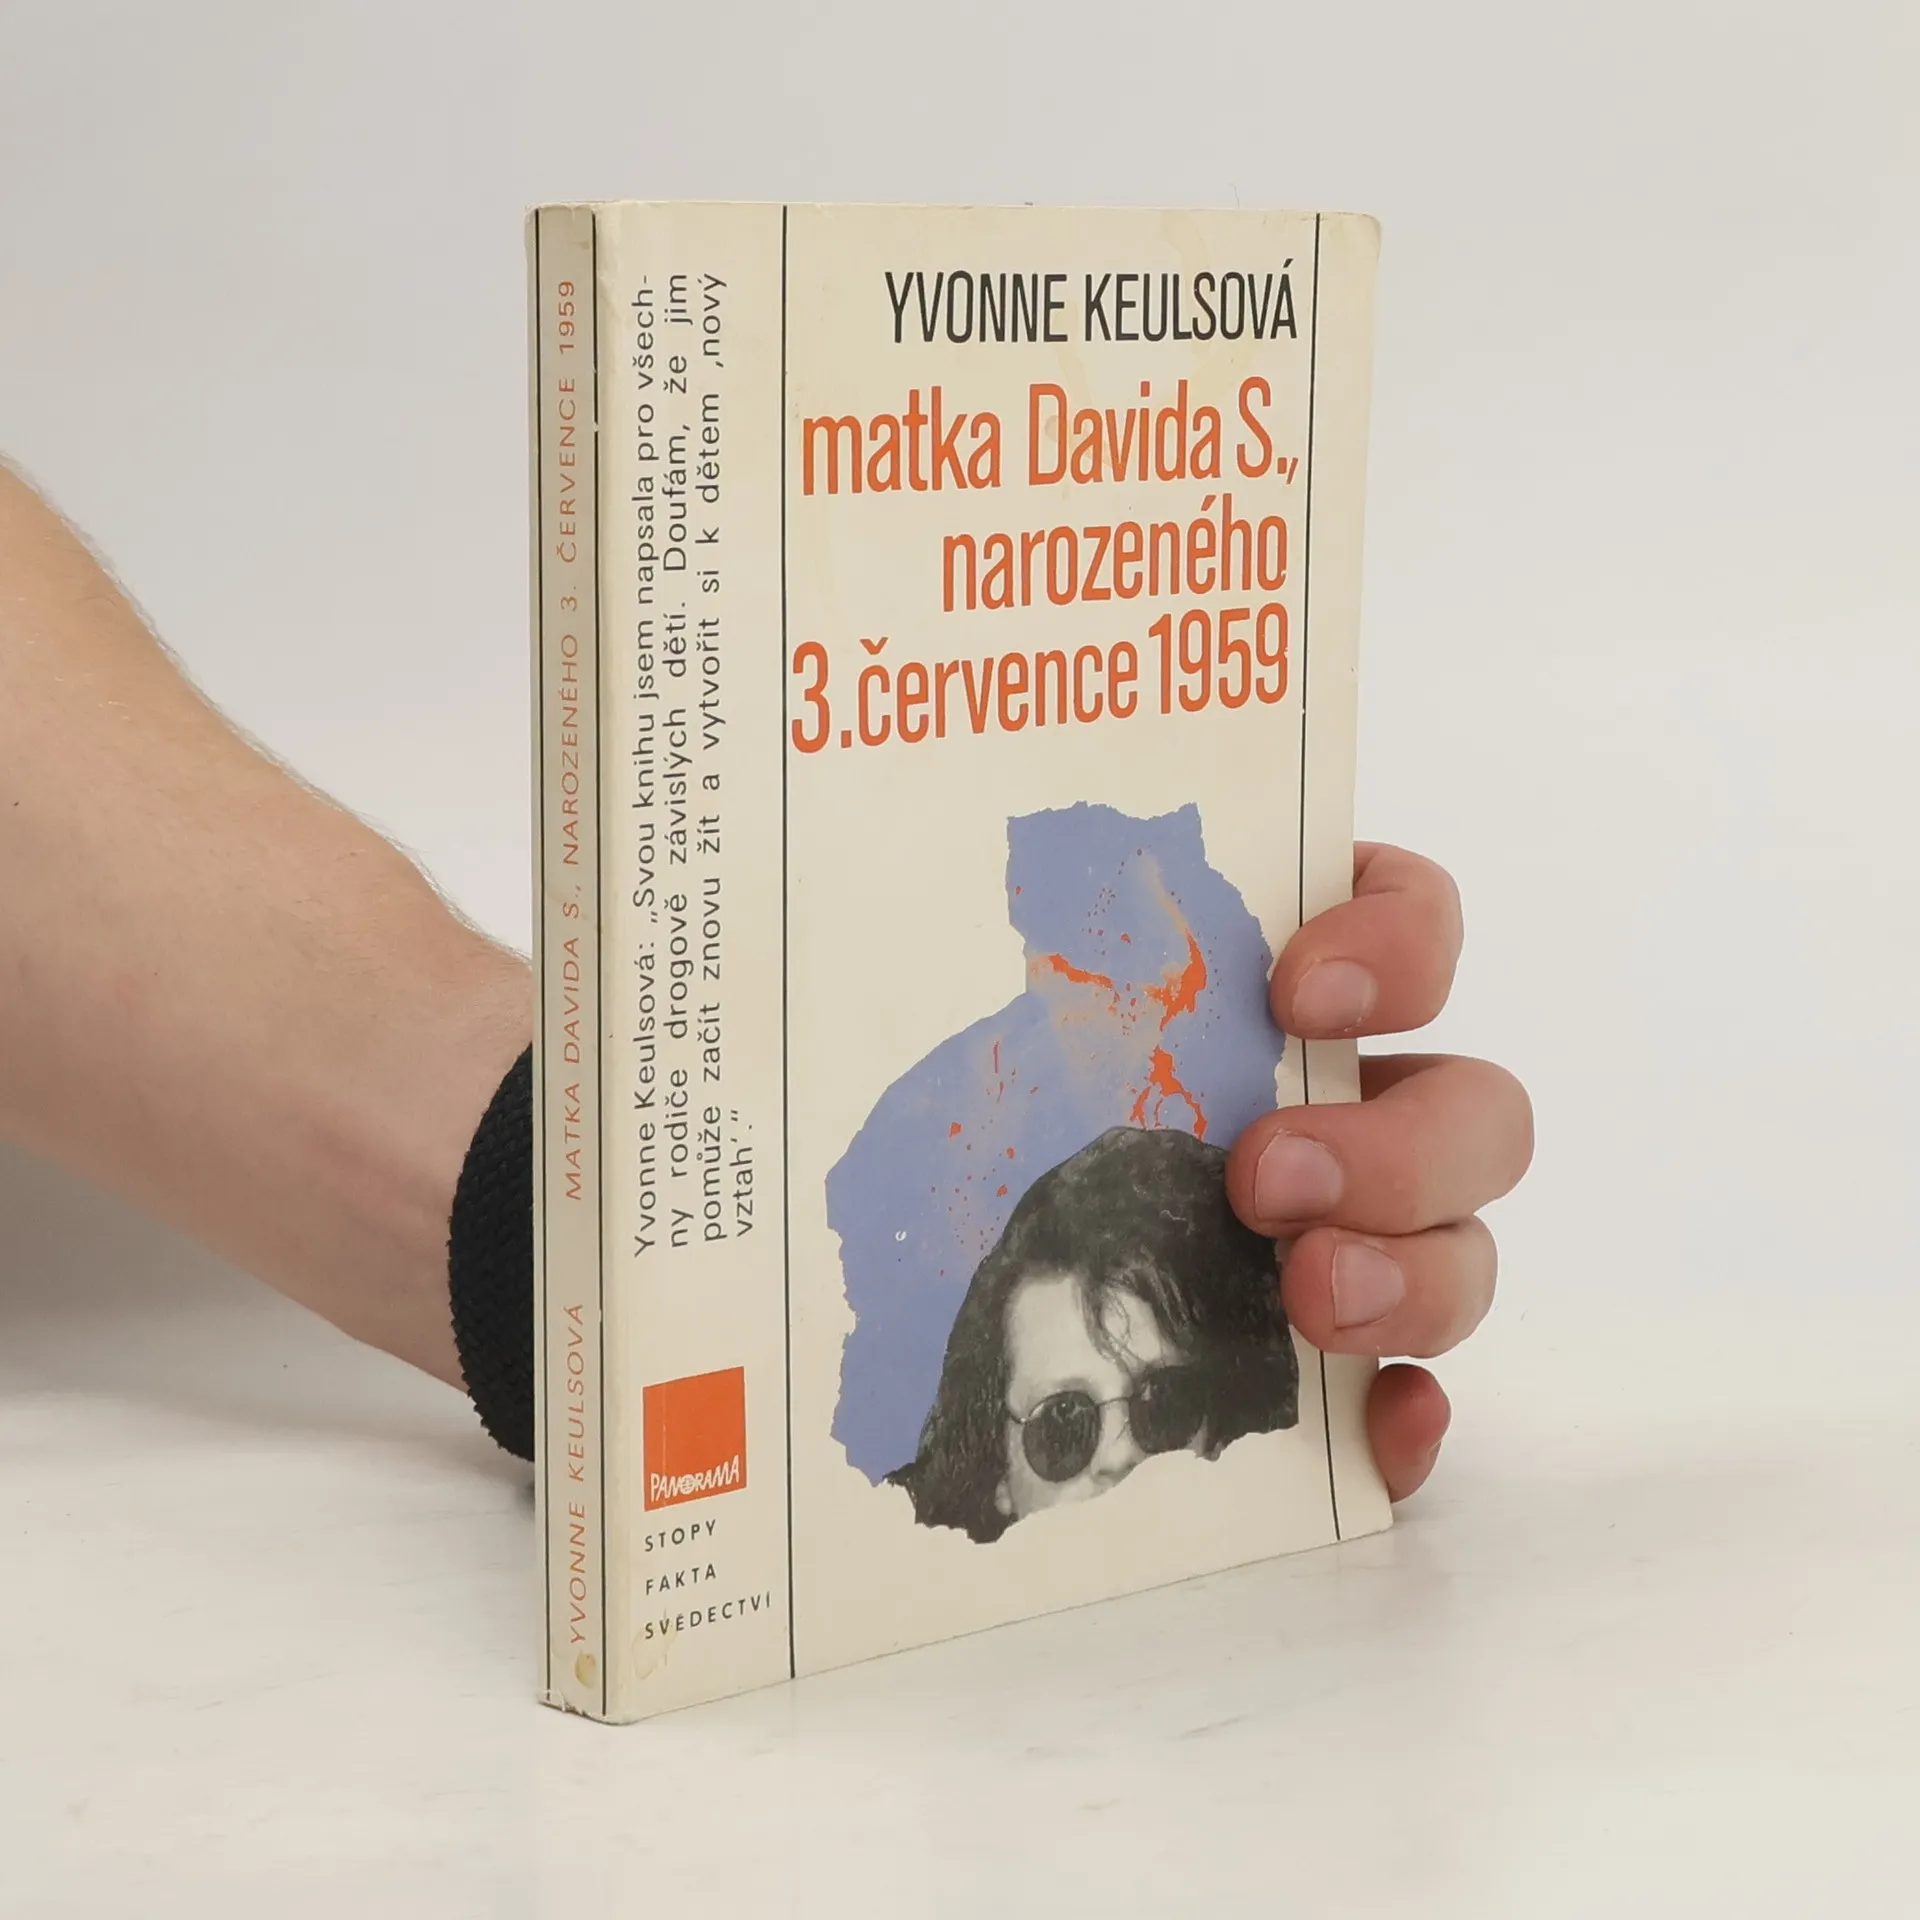 YVONNE KEULSOVÁ
matka Davida S.,
narozeného
3. července 1959
Yvonne Keulsová: „Svou knihu jsem napsala pro všech-
ny rodiče drogově závislých dětí. Doufám, že jim
pomůže začít znovu žít a vytvořit si k dětem ‚nový
vztah‘.“
PANORAMA
STOPY
FAKTA
SVĚDECTVÍ
YVONNE KEULSOVÁ MATKA DAVIDA S., NAROZENÉHO 3. ČERVENCE 1959